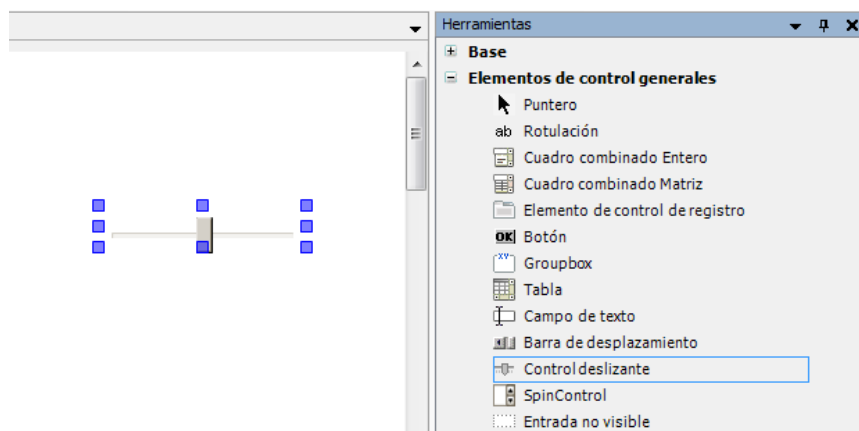 Herramientas
Base
Elementos de control generales
Puntero
ab Rotulación
Cuadro combinado Entero
Cuadro combinado Matriz
Elemento de control de registro
OK Botón
XY Groupbox
Tabla
Campo de texto
Barra de desplazamiento
Control deslizante
SpinControl
Entrada no visible